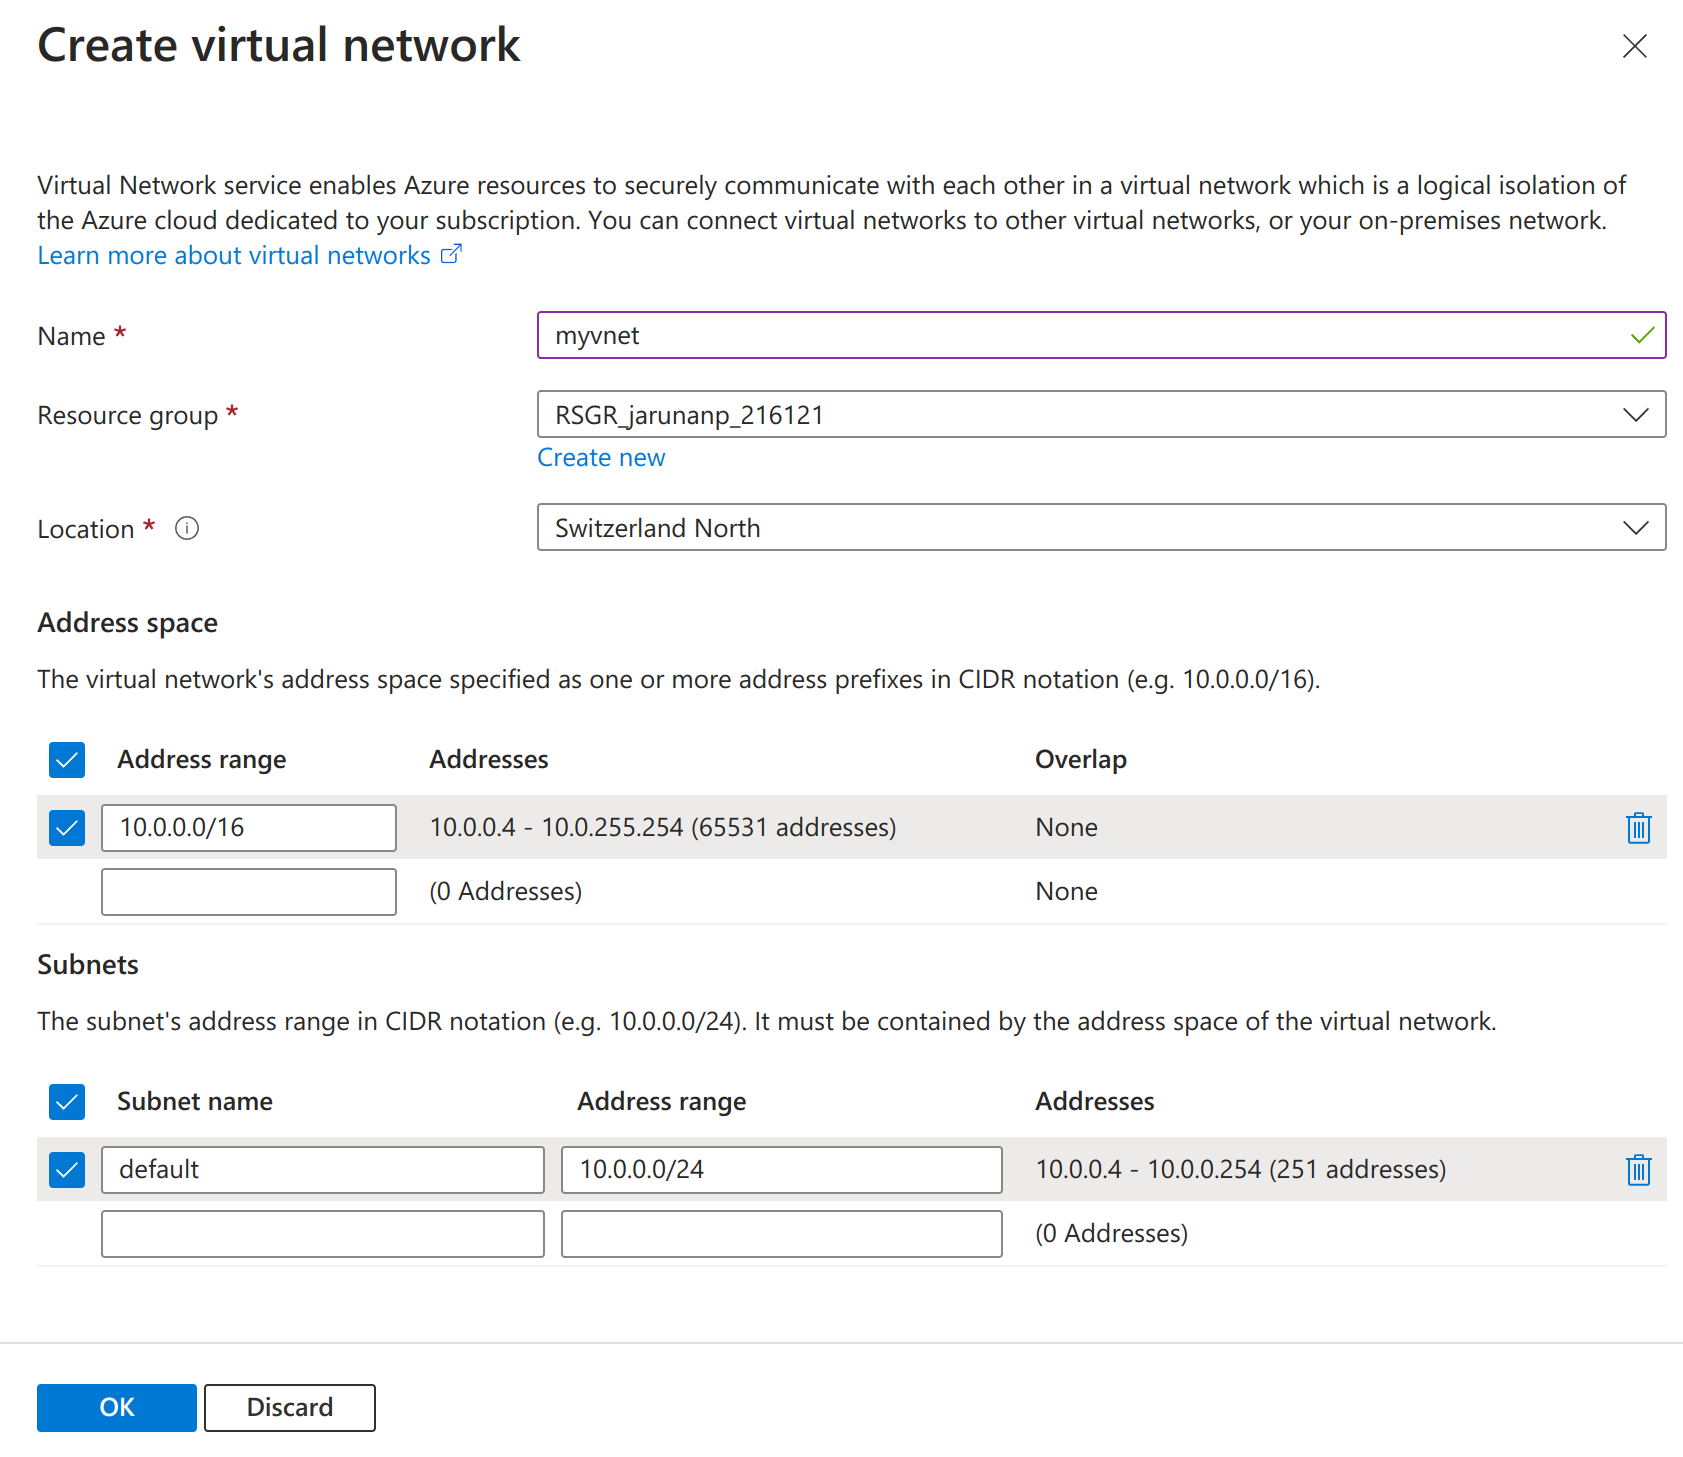 Create virtual network
Virtual Network service enables Azure resources to securely communicate with each other in a virtual network which is a logical isolation of
the Azure cloud dedicated to your subscription. You can connect virtual networks to other virtual networks, or your on-premises network.
Learn more about virtual networks
Name *
myvnet
Resource group *
RSGR_jarunanp_216121
Create new
Location *
Switzerland North
Address space
The virtual network's address space specified as one or more address prefixes in CIDR notation (e.g. 10.0.0.0/16).
Address range Addresses Overlap
10.0.0.0/16 10.0.0.4 - 10.0.255.254 (65531 addresses) None
(0 Addresses) None
Subnets
The subnet's address range in CIDR notation (e.g. 10.0.0.0/24). It must be contained by the address space of the virtual network.
Subnet name Address range Addresses
default 10.0.0.0/24 10.0.0.4 - 10.0.0.254 (251 addresses)
(0 Addresses)
OK Discard